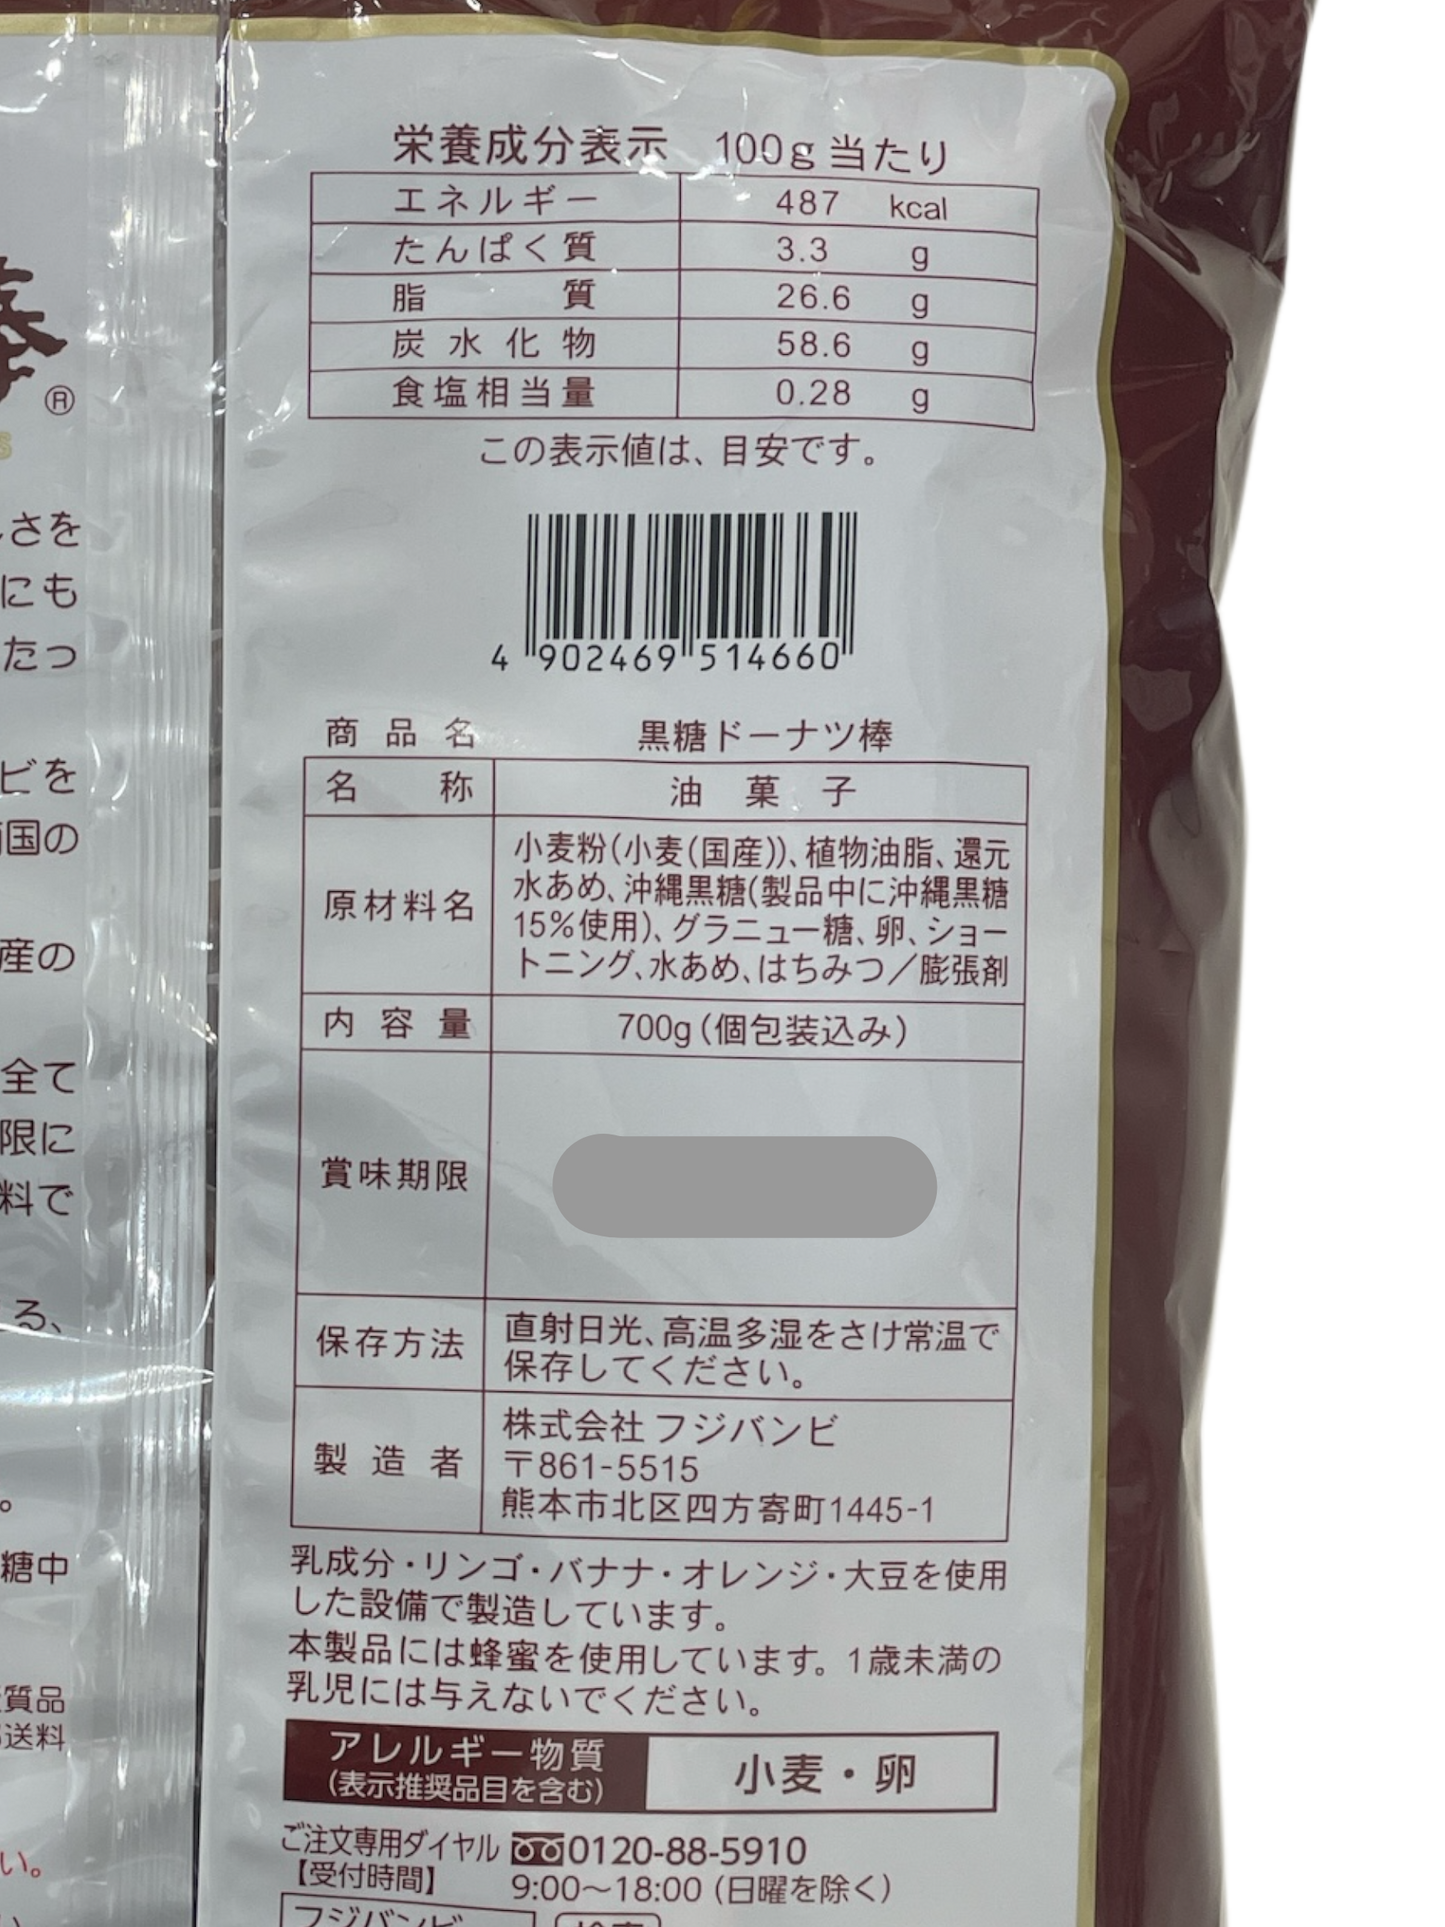 栄養成分表示 100g当たり
エネルギー 487 kcal
たんぱく質 3.3 g
脂質 26.6 g
炭水化物 58.6 g
食塩相当量 0.28 g
この表示値は、目安です。
4 902469 514660
商品名 黒糖ドーナツ棒
名称 油菓子
原材料名
小麦粉(小麦(国産))、植物油脂、還元
水あめ、沖縄黒糖(製品中に沖縄黒糖
15%使用)、グラニュー糖、卵、ショー
トニング、水あめ、はちみつ/膨張剤
内容量 700g(個包装込み)
賞味期限
保存方法
直射日光、高温多湿をさけ常温で
保存してください。
製造者
株式会社 フジバンビ
〒861-5515
熊本市北区四方寄町1445-1
乳成分・リンゴ・バナナ・オレンジ・大豆を使用
した設備で製造しています。
本製品には蜂蜜を使用しています。1歳未満の
乳児には与えないでください。
アレルギー物質
(表示推奨品目を含む)
小麦・卵
ご注文専用ダイヤル 0120-88-5910
【受付時間】 9:00〜18:00(日曜を除く)
フジバンビ
棒®
さを
にも
たっ
ビを
国の
産の
全て
限に
料で
る、
。
糖中
質品
送料
い。